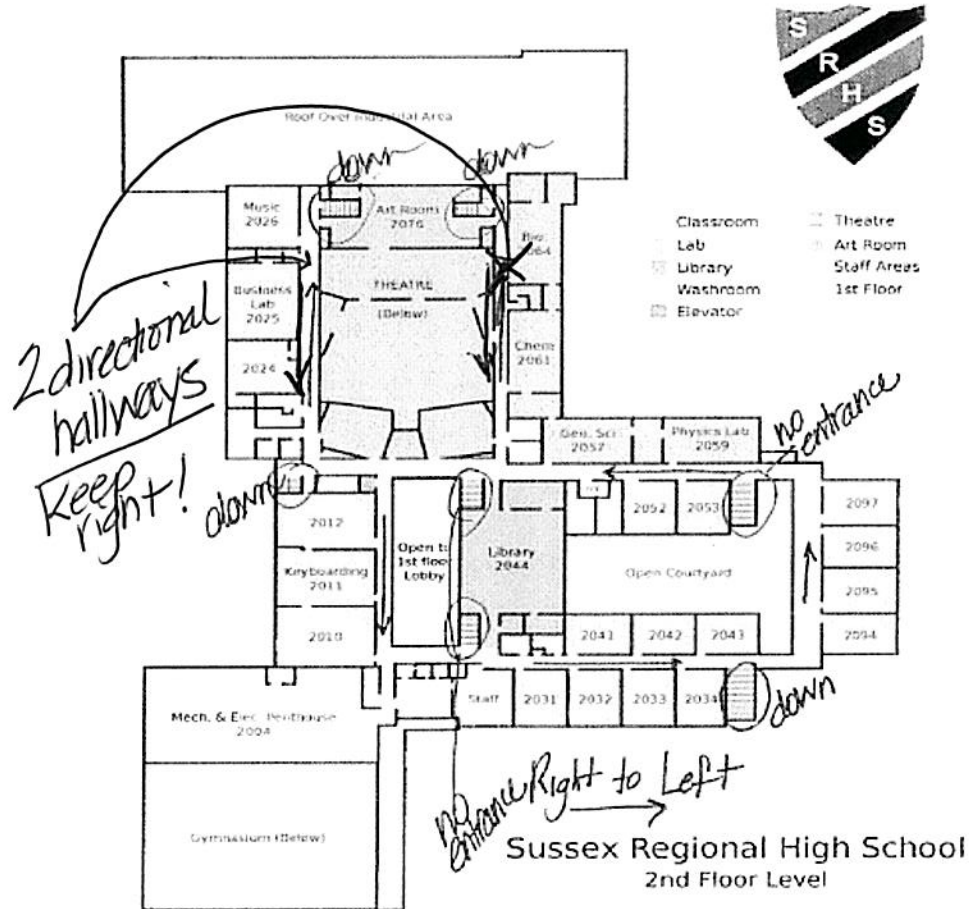 S
R
H
S
Roof Over Industrial Area
down
down
Music
2026
Art Room
2076
Bio.
2064
Classroom
Lab
Library
Washroom
Elevator
Theatre
Art Room
Staff Areas
1st Floor
Business
Lab
2025
THEATRE
(Below)
2024
Chem
2061
2 directional
hallways
keep
right!
Gen. Sci
2057
Physics Lab
2059
no
entrance
down
2012
Keyboarding
2011
2010
Open to
1st floor
Lobby
Library
2044
2052
2053
Open Courtyard
2097
2096
2095
2094
2041
2042
2043
Staff
2031
2032
2033
2034
down
Mech. & Elec. Penthouse
2004
Gymnasium (Below)
no
entrance
Right to Left
Sussex Regional High School
2nd Floor Level